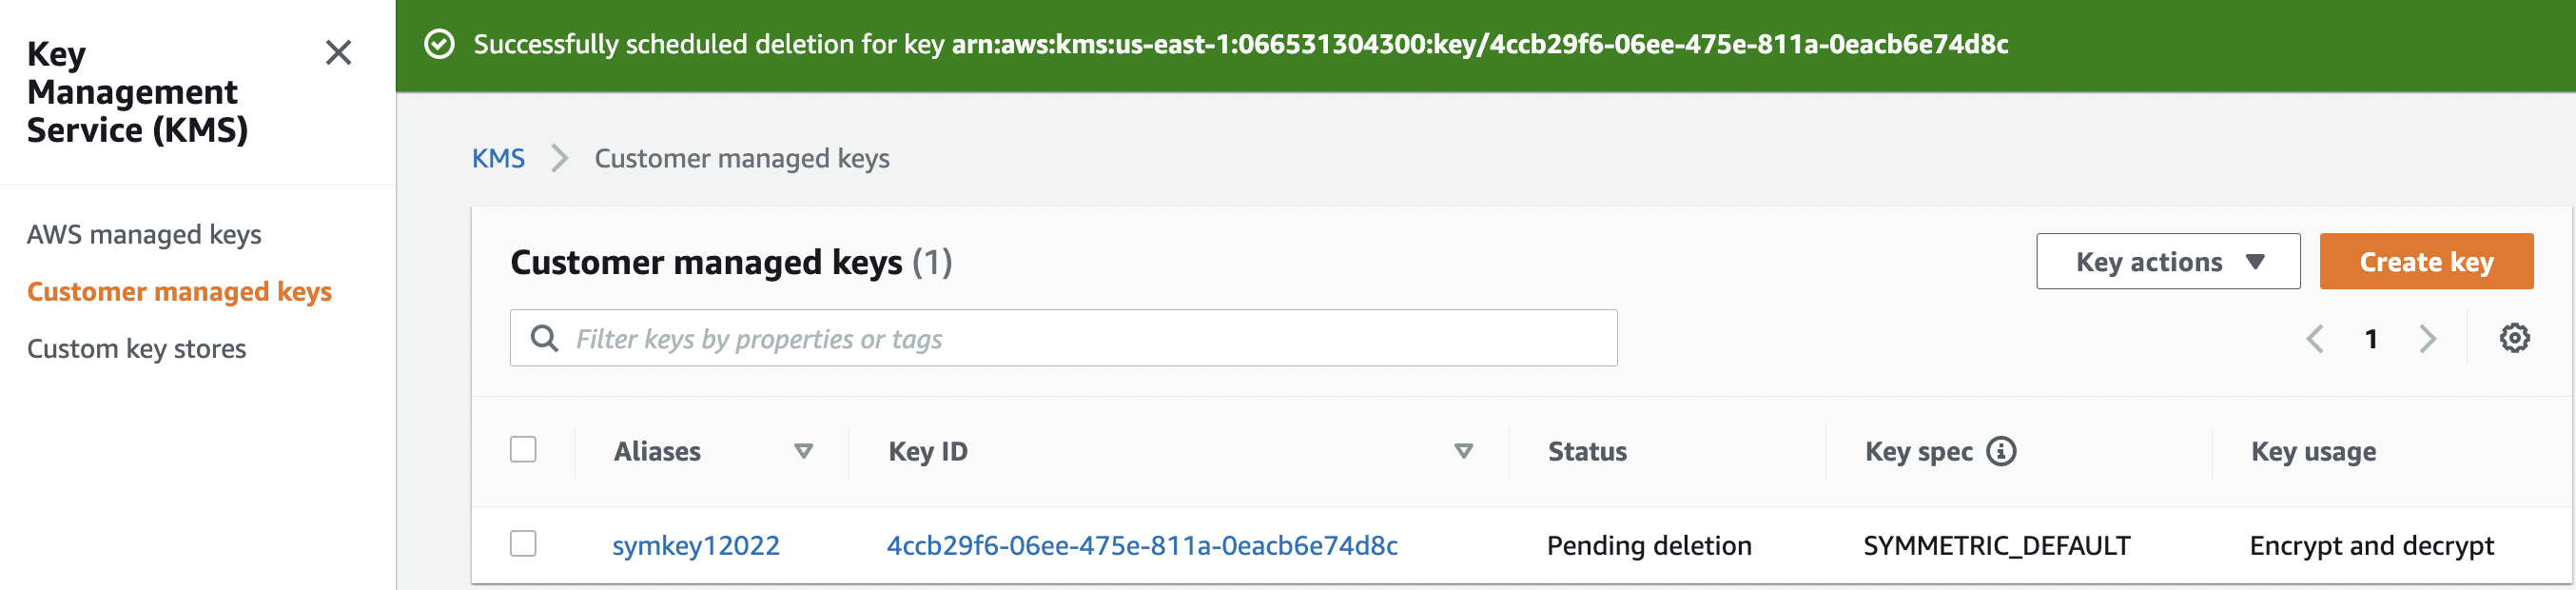 Key
Management
Service (KMS)
AWS managed keys
Customer managed keys
Custom key stores
Successfully scheduled deletion for key arn:aws:kms:us-east-1:066531304300:key/4ccb29f6-06ee-475e-811a-0eacb6e74d8c
KMS > Customer managed keys
Customer managed keys (1)
Key actions
Create key
Filter keys by properties or tags
1
Aliases Key ID Status Key spec Key usage
symkey12022 4ccb29f6-06ee-475e-811a-0eacb6e74d8c Pending deletion SYMMETRIC_DEFAULT Encrypt and decrypt